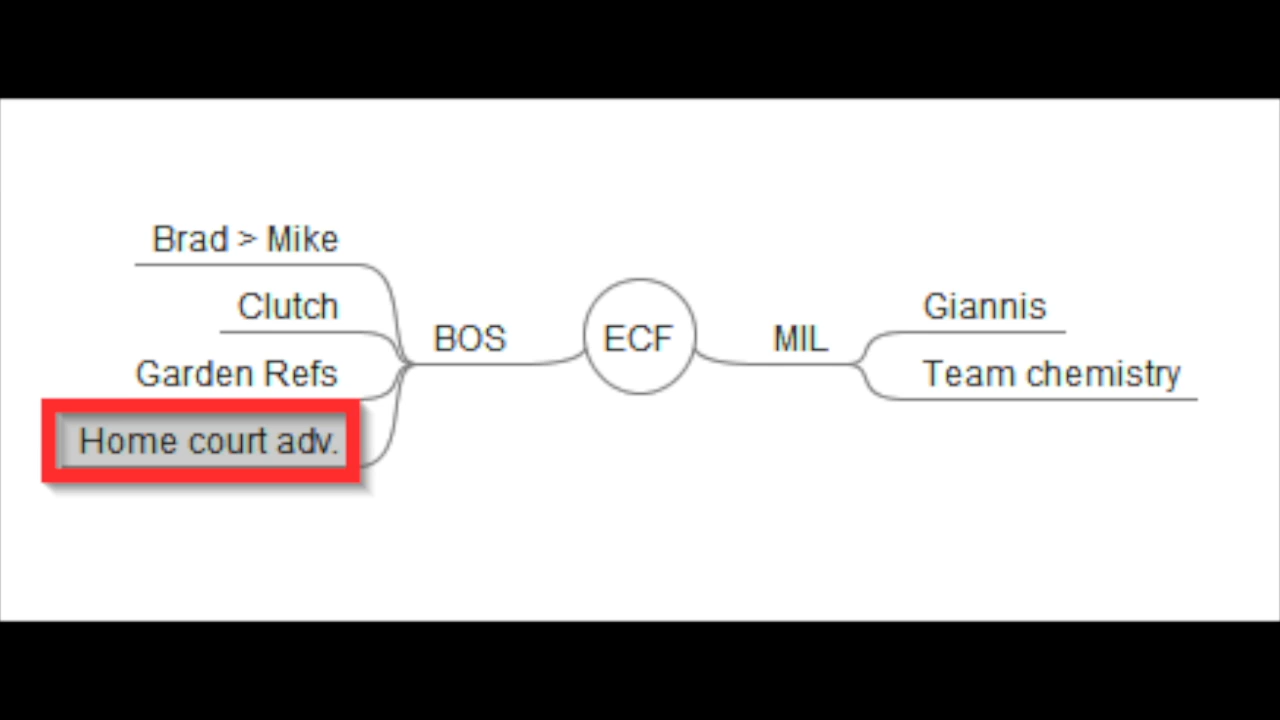 Brad > Mike
Clutch
Garden Refs
Home court adv.
BOS
ECF
MIL
Giannis
Team chemistry